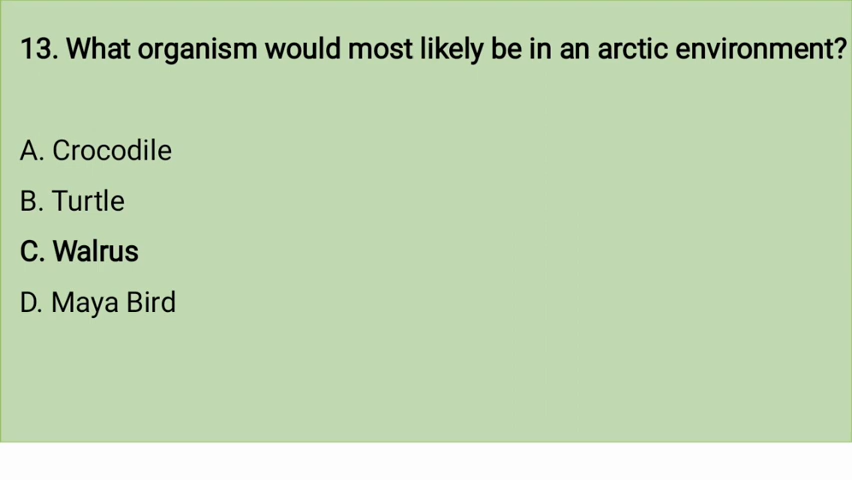 13. What organism would most likely be in an arctic environment?
A. Crocodile
B. Turtle
C. Walrus
D. Maya Bird